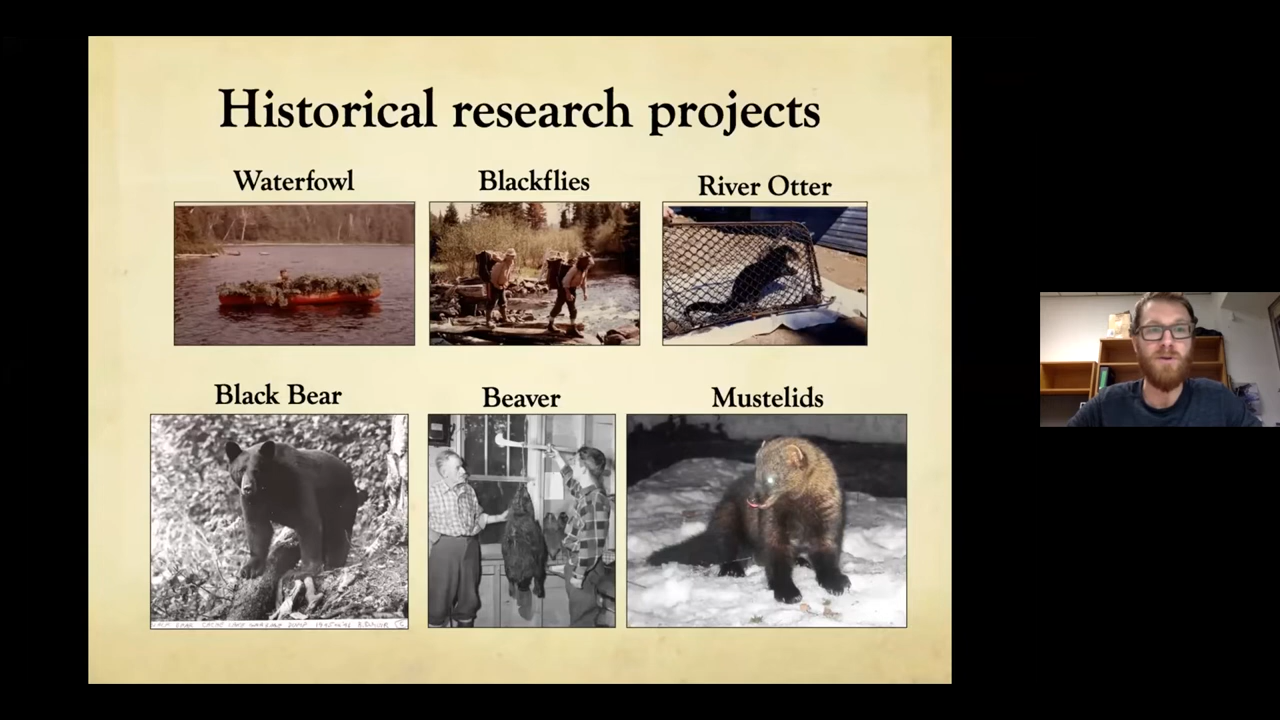 Historical research projects
Waterfowl
Blackflies
River Otter
Black Bear
Beaver
Mustelids